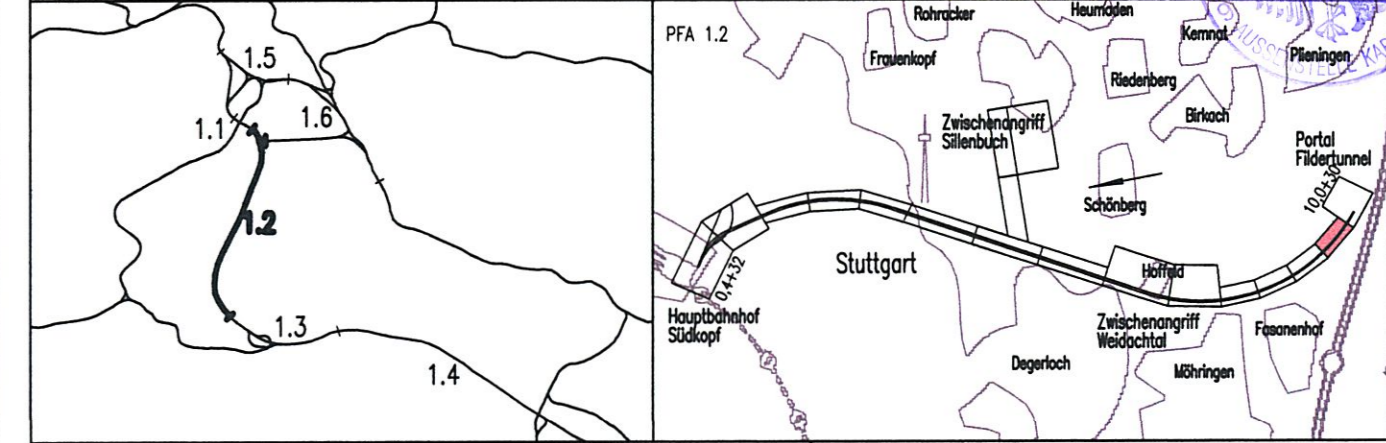 1.5
1.1
1.6
1.2
1.3
1.4
PFA 1.2
Rohracker
Heumaden
Kemnat
Plieningen
Frauenkopf
Riedenberg
Birkach
Zwischenangriff
Sillenbuch
Portal
Fildertunnel
10.0+30
Schönberg
Stuttgart
Hoffeld
0.4+32
Hauptbahnhof
Südkopf
Zwischenangriff
Weidachtal
Fasanenhof
Degerloch
Möhringen
AUSSENSTELLE